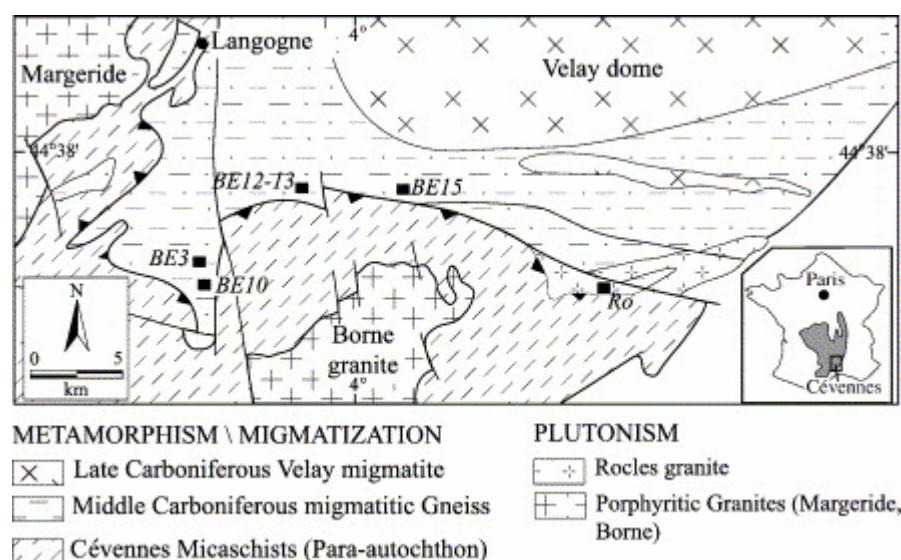 Langogne
4°
Margeride
Velay dome
44°38'
44°38'
BE12-13
BE15
BE3
BE10
Ro
N
0 5
km
Borne
granite
4°
Paris
Cévennes
METAMORPHISM \ MIGMATIZATION
Late Carboniferous Velay migmatite
Middle Carboniferous migmatitic Gneiss
Cévennes Micaschists (Para-autochthon)
PLUTONISM
Rocles granite
Porphyritic Granites (Margeride,
Borne)